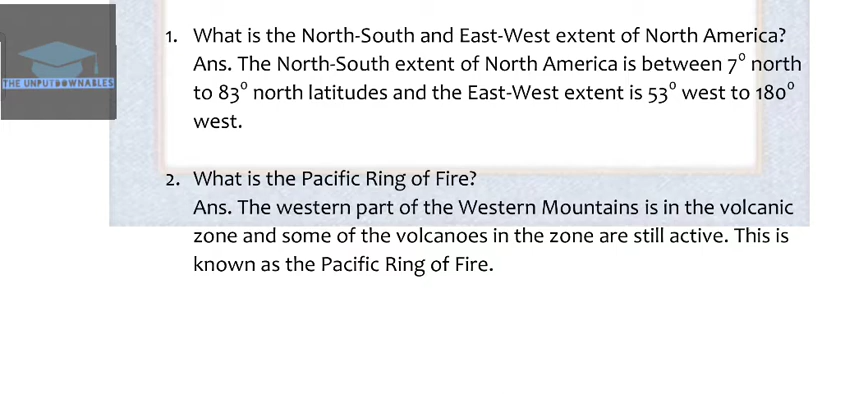 THE UNPUTDOWNABLES
1. What is the North-South and East-West extent of North America?
Ans. The North-South extent of North America is between 7⁰ north
to 83⁰ north latitudes and the East-West extent is 53⁰ west to 180⁰
west.
2. What is the Pacific Ring of Fire?
Ans. The western part of the Western Mountains is in the volcanic
zone and some of the volcanoes in the zone are still active. This is
known as the Pacific Ring of Fire.